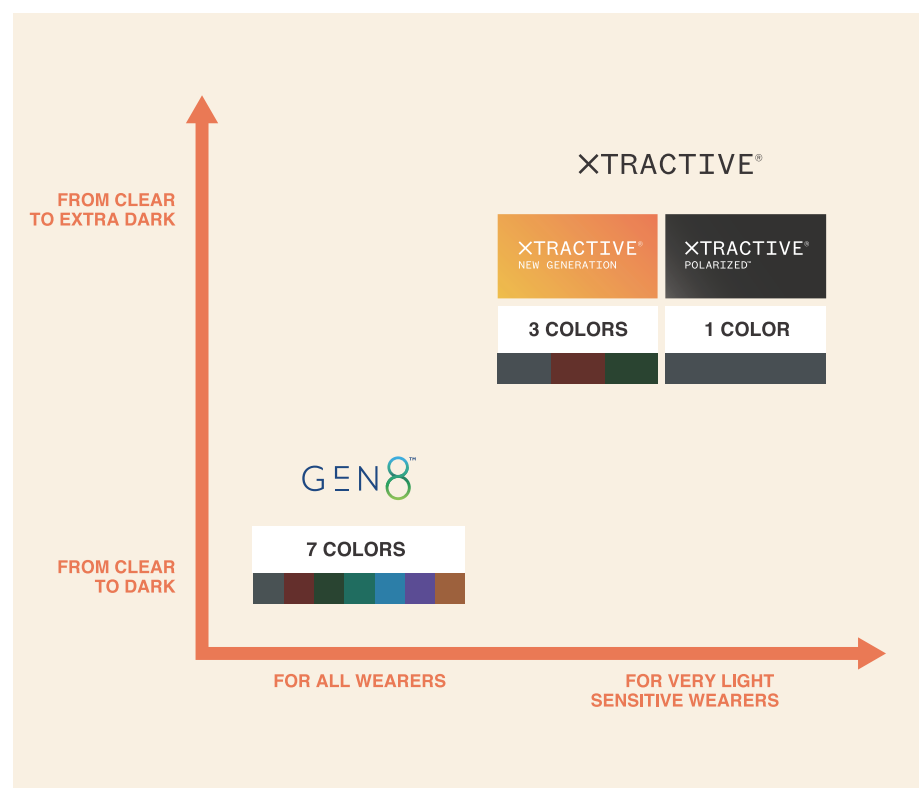 XTRACTIVE®
FROM CLEAR
TO EXTRA DARK
XTRACTIVE®
NEW GENERATION
XTRACTIVE®
POLARIZED™
3 COLORS
1 COLOR
GEN8™
7 COLORS
FROM CLEAR
TO DARK
FOR ALL WEARERS
FOR VERY LIGHT
SENSITIVE WEARERS